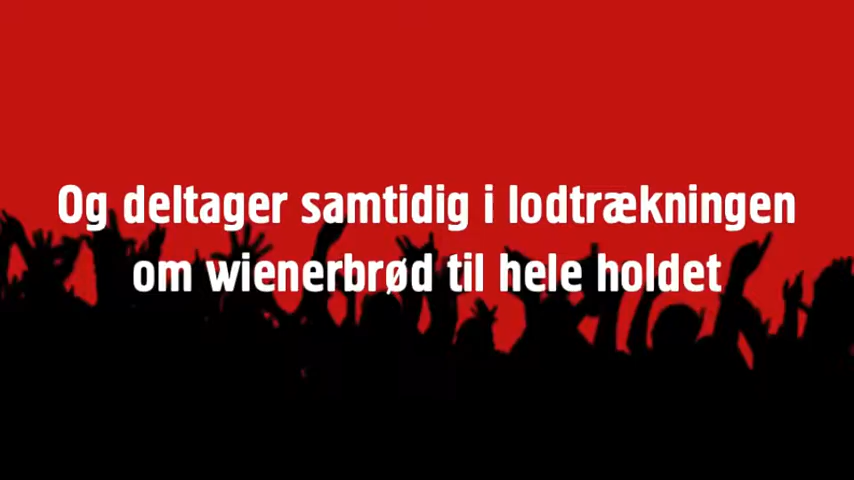 Og deltager samtidig i lodtrækningen
om wienerbrød til hele holdet